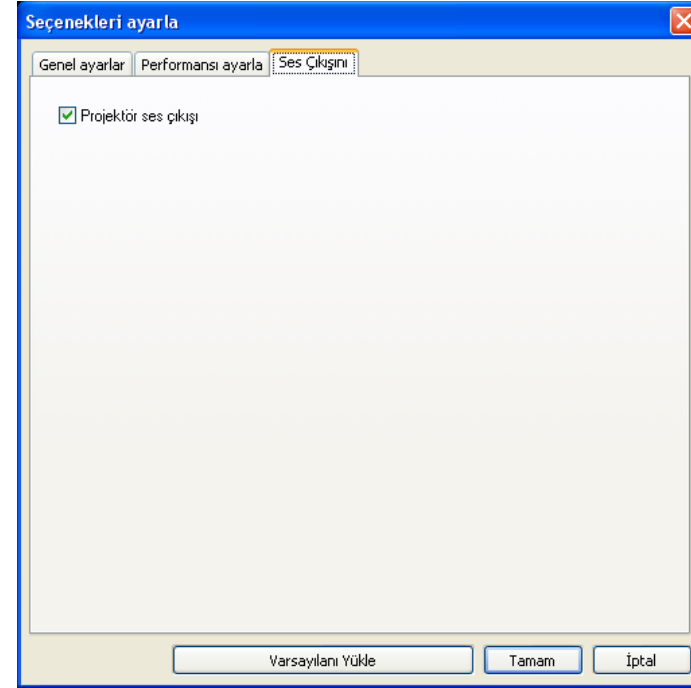 Seçenekleri ayarla
Genel ayarlar Performansı ayarla Ses Çıkışını
Projektör ses çıkışı
Varsayılanı Yükle Tamam İptal